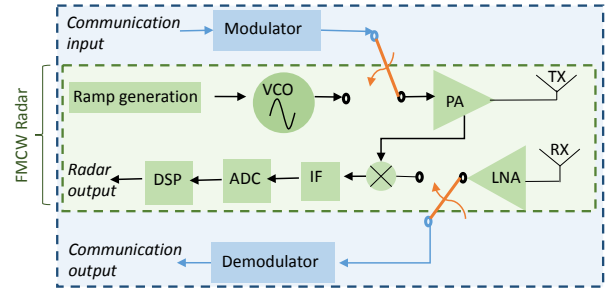 Communication
input
Modulator
FMCW Radar
Ramp generation
VCO
PA
TX
Radar
output
DSP
ADC
IF
LNA
RX
Communication
output
Demodulator